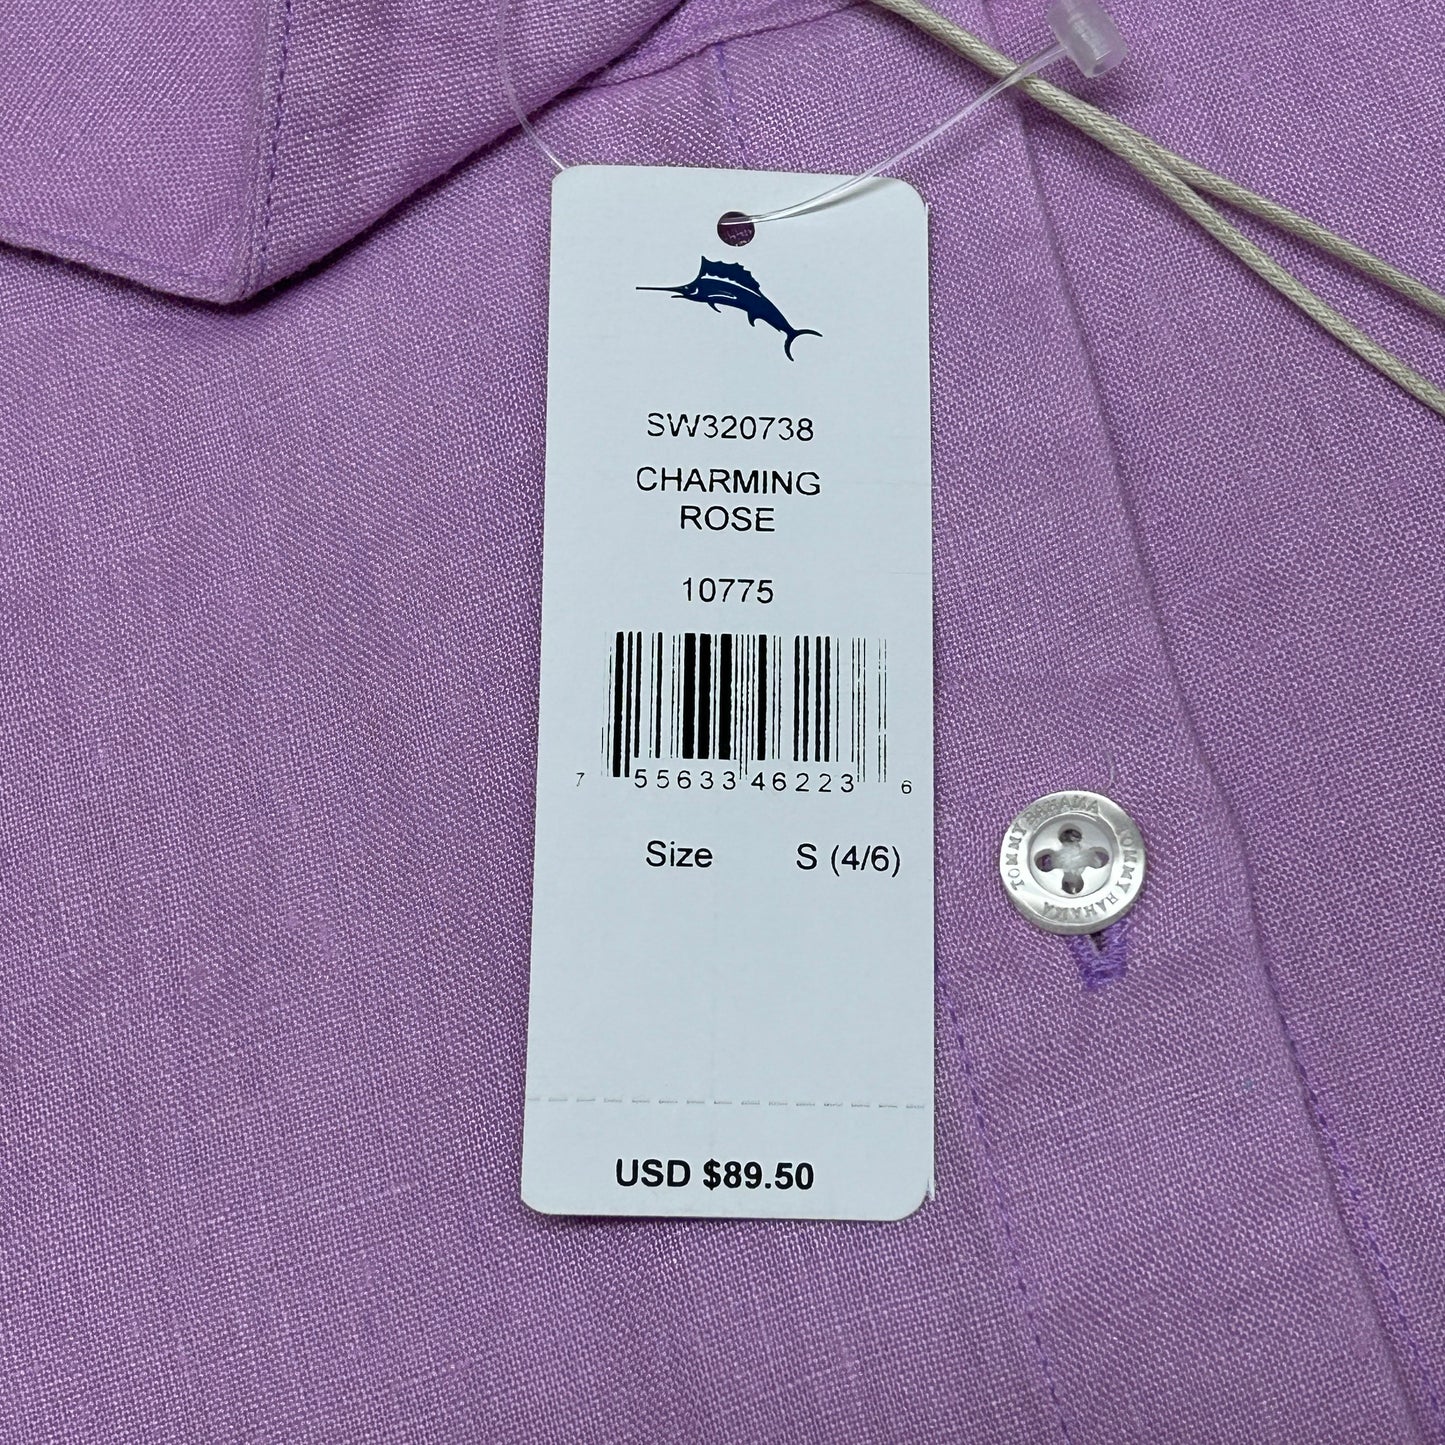 SW320738
CHARMING
ROSE
10775
7 55633 46223 6
Size S (4/6)
USD $89.50
TOMMY BAHAMA TOMMY BAHAMA